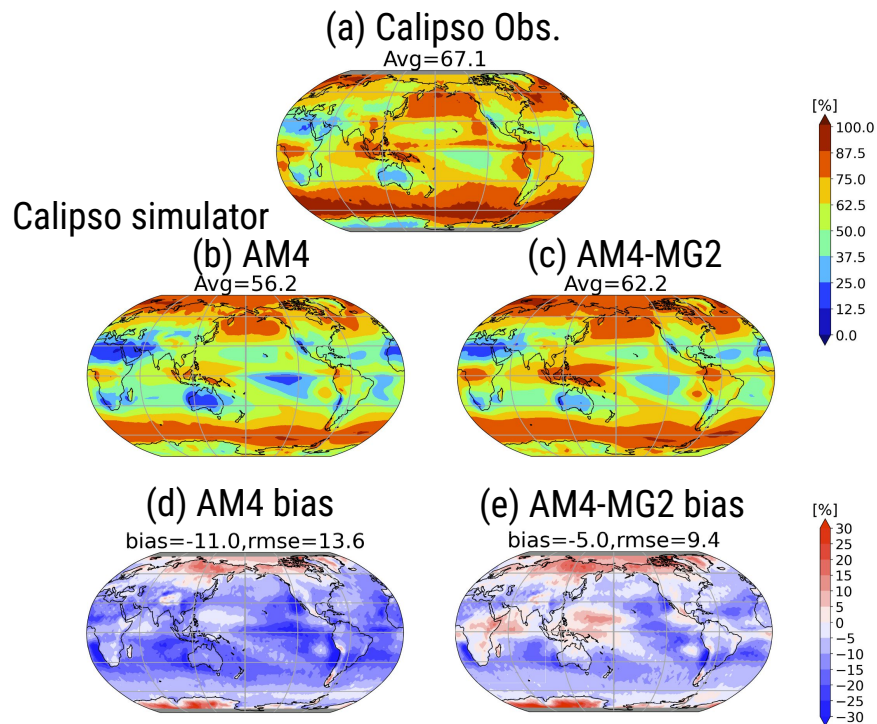 (a) Calipso Obs.
Avg=67.1
[%]
100.0
87.5
75.0
62.5
50.0
37.5
25.0
12.5
0.0
Calipso simulator
(b) AM4
Avg=56.2
(c) AM4-MG2
Avg=62.2
(d) AM4 bias
bias=-11.0,rmse=13.6
(e) AM4-MG2 bias
bias=-5.0,rmse=9.4
[%]
30
25
20
15
10
5
0
−5
−10
−15
−20
−25
−30